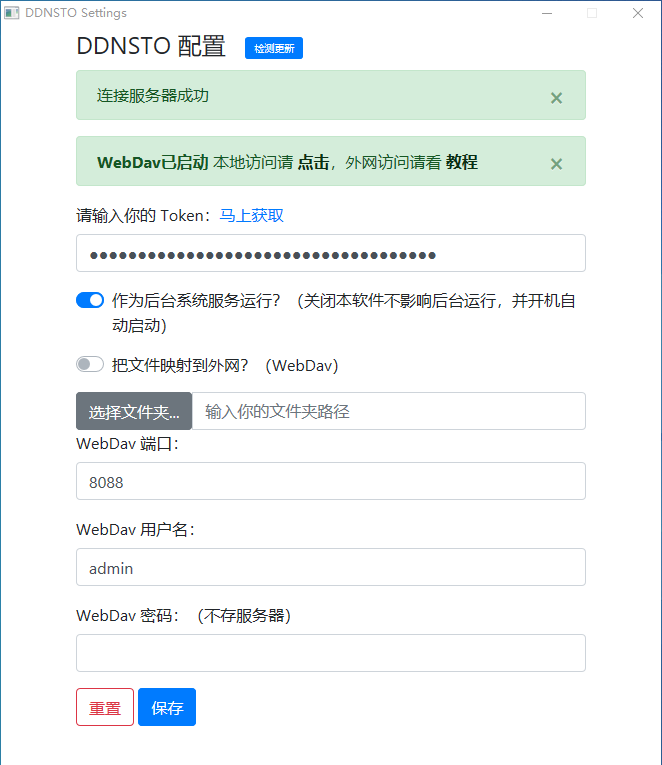 DDNSTO Settings
DDNSTO 配置 检测更新
连接服务器成功 ×
WebDav已启动 本地访问请 点击，外网访问请看 教程 ×
请输入你的 Token：马上获取
●●●●●●●●●●●●●●●●●●●●●●●●●●●●●●●●●●●●
作为后台系统服务运行？（关闭本软件不影响后台运行，并开机自
动启动）
把文件映射到外网？（WebDav）
选择文件夹... 输入你的文件夹路径
WebDav 端口：
8088
WebDav 用户名：
admin
WebDav 密码：（不存服务器）
重置 保存